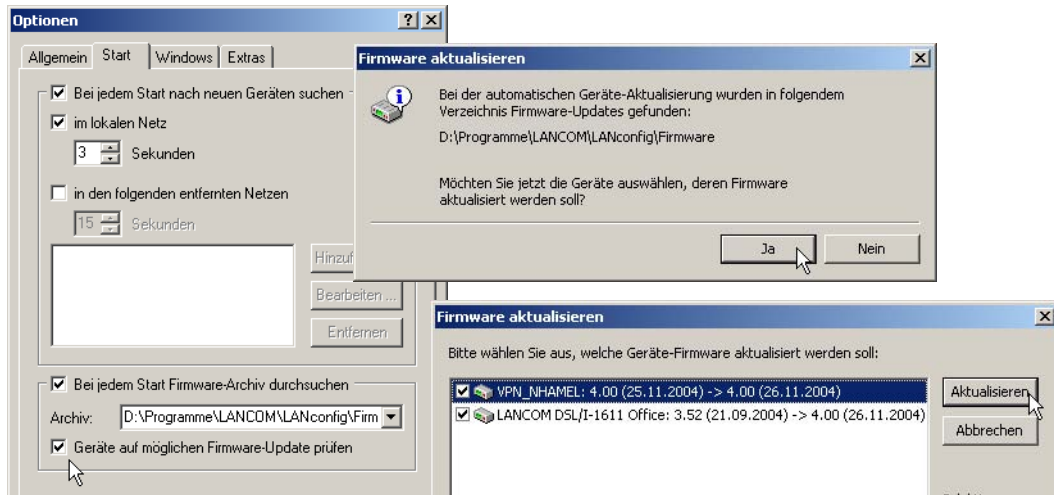 Optionen
Allgemein Start Windows Extras
Bei jedem Start nach neuen Geräten suchen
im lokalen Netz
3 Sekunden
in den folgenden entfernten Netzen
15 Sekunden
Bearbeiten ...
Entfernen
Bei jedem Start Firmware-Archiv durchsuchen
Archiv: D:\Programme\LANCOM\LANconfig\Firm
Geräte auf möglichen Firmware-Update prüfen
Firmware aktualisieren
Bei der automatischen Geräte-Aktualisierung wurden in folgendem
Verzeichnis Firmware-Updates gefunden:
D:\Programme\LANCOM\LANconfig\Firmware
Möchten Sie jetzt die Geräte auswählen, deren Firmware
aktualisiert werden soll?
Ja Nein
Firmware aktualisieren
Bitte wählen Sie aus, welche Geräte-Firmware aktualisiert werden soll:
VPN_NHAMEL: 4.00 (25.11.2004) -> 4.00 (26.11.2004)
LANCOM DSL/I-1611 Office: 3.52 (21.09.2004) -> 4.00 (26.11.2004)
Aktualisieren
Abbrechen